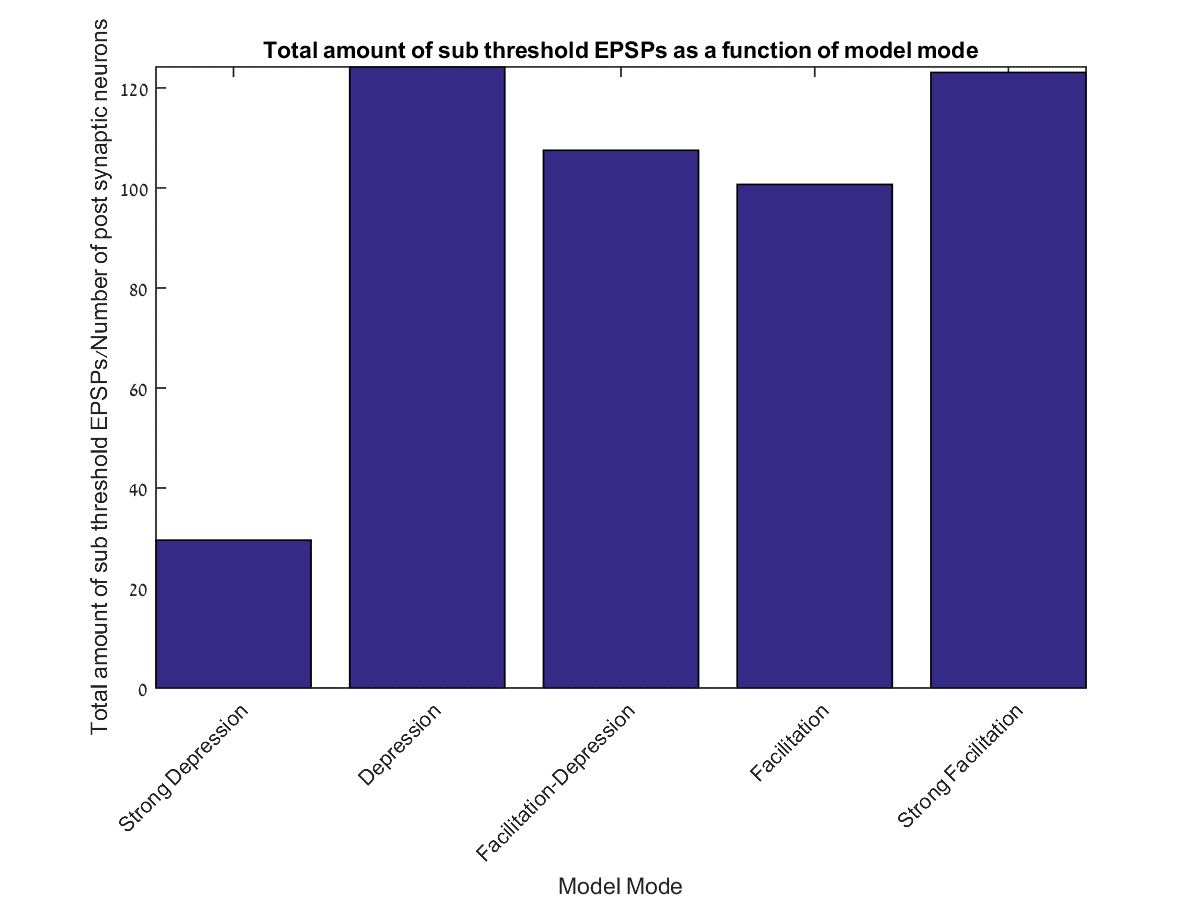 Total amount of sub threshold EPSPs as a function of model mode
Total amount of sub threshold EPSPs/Number of post synaptic neurons
120
100
80
60
40
20
0
Strong Depression
Depression
Facilitation-Depression
Facilitation
Strong Facilitation
Model Mode